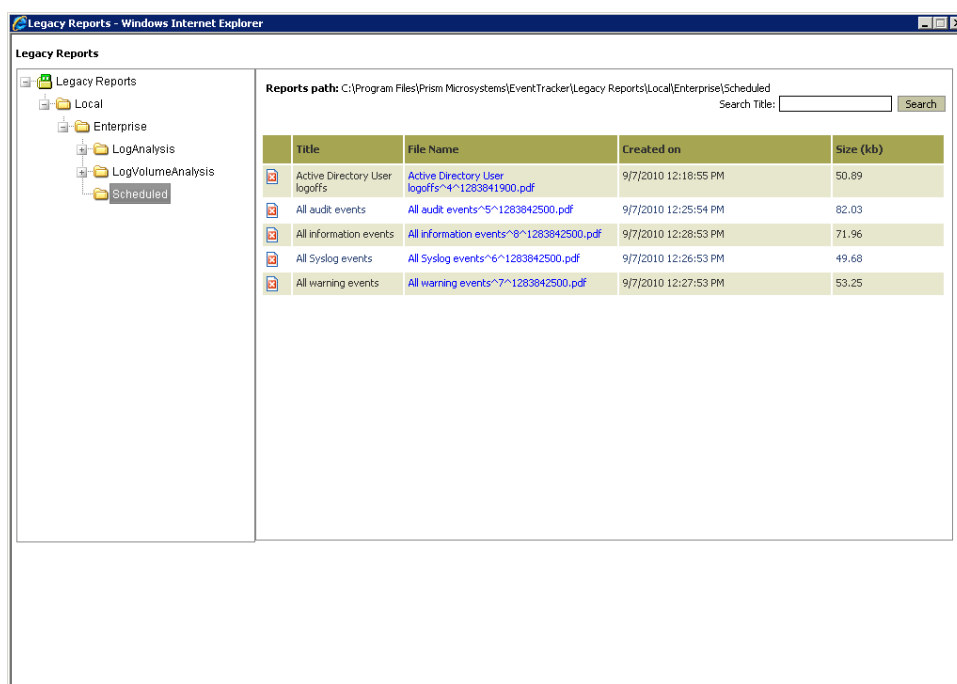 Legacy Reports - Windows Internet Explorer
Legacy Reports
Legacy Reports
Local
Enterprise
LogAnalysis
LogVolumeAnalysis
Scheduled
Reports path: C:\Program Files\Prism Microsystems\EventTracker\Legacy Reports\Local\Enterprise\Scheduled
Search Title: Search
Title File Name Created on Size (kb)
Active Directory User logoffs Active Directory User logoffs^4^1283841900.pdf 9/7/2010 12:18:55 PM 50.89
All audit events All audit events^5^1283842500.pdf 9/7/2010 12:25:54 PM 82.03
All information events All information events^8^1283842500.pdf 9/7/2010 12:28:53 PM 71.96
All Syslog events All Syslog events^6^1283842500.pdf 9/7/2010 12:26:53 PM 49.68
All warning events All warning events^7^1283842500.pdf 9/7/2010 12:27:53 PM 53.25